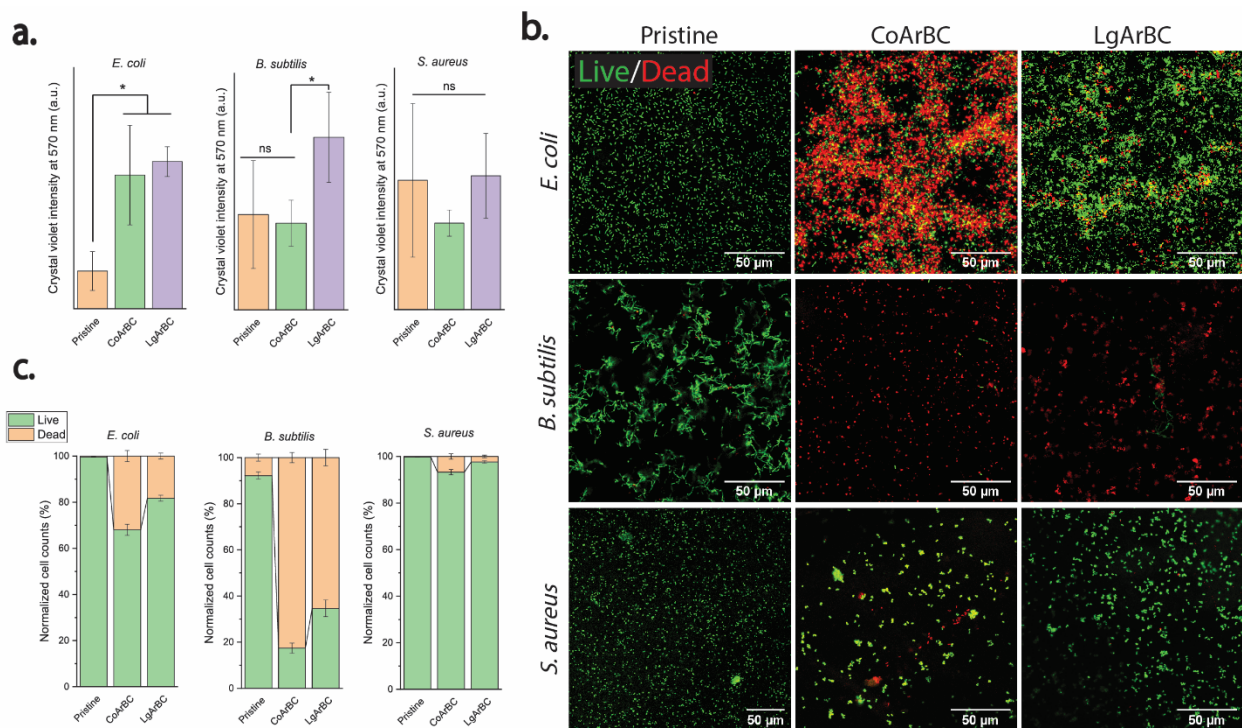 a.
E. coli
B. subtilis
S. aureus
Crystal violet intensity at 570 nm (a.u.)
*
Pristine
CoArBC
LgArBC
Crystal violet intensity at 570 nm (a.u.)
ns
*
Pristine
CoArBC
LgArBC
Crystal violet intensity at 570 nm (a.u.)
ns
Pristine
CoArBC
LgArBC
b.
Pristine
CoArBC
LgArBC
Live/Dead
E. coli
50 µm
50 µm
50 µm
B. subtilis
50 µm
50 µm
50 µm
S. aureus
50 µm
50 µm
50 µm
c.
Live
Dead
E. coli
B. subtilis
S. aureus
Normalized cell counts (%)
100
80
60
40
20
0
Pristine
CoArBC
LgArBC
Normalized cell counts (%)
100
80
60
40
20
0
Pristine
CoArBC
LgArBC
Normalized cell counts (%)
100
80
60
40
20
0
Pristine
CoArBC
LgArBC